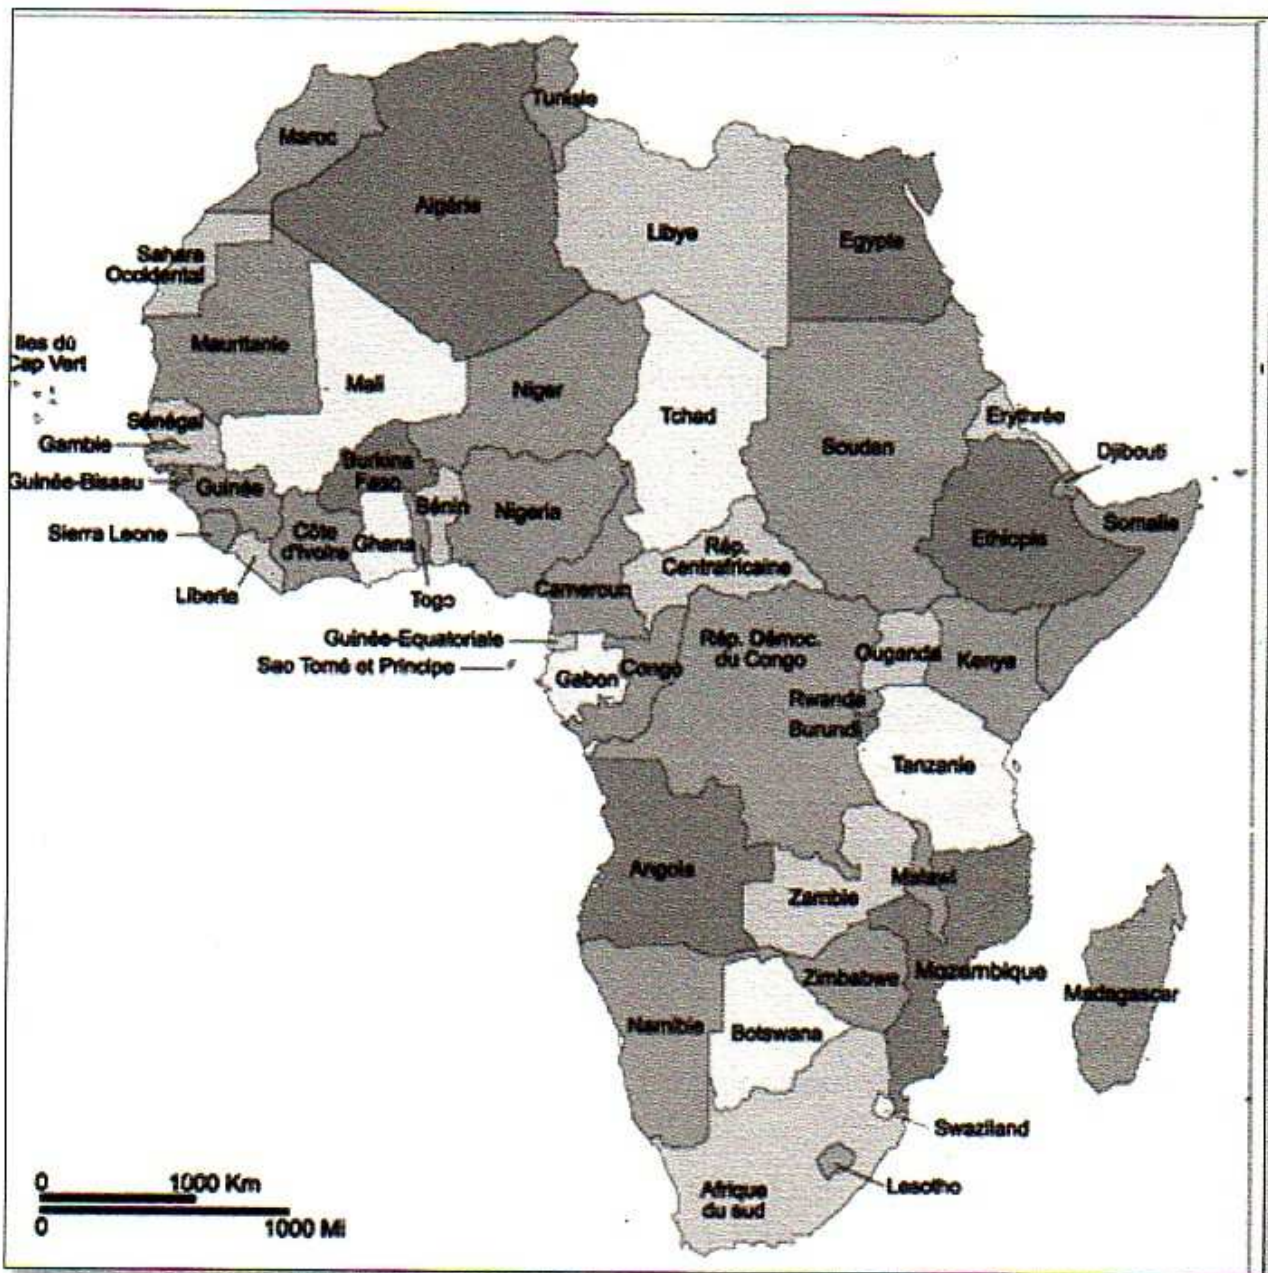 Tunisie
Maroc
Algérie
Libye
Egypte
Sahara
Occidental
Mauritanie
Iles dû
Cap Vert
Mali
Niger
Tchad
Soudan
Erythrée
Sénégal
Gambie
Djibouti
Burkina
Faso
Guinée-Bissau
Guinée
Bénin
Nigeria
Somalie
Sierra Leone
Côte
d'Ivoire
Ghana
Ethiopie
Rép.
Centrafricaine
Liberia
Togo
Cameroun
Guinée-Equatoriale
Sao Tomé et Principe
Gabon
Congo
Rép. Démoc.
du Congo
Ouganda
Kenya
Rwanda
Burundi
Tanzanie
Angola
Zambie
Malawi
Mozambique
Zimbabwe
Madagascar
Namibie
Botswana
Swaziland
Lesotho
Afrique
du sud
0 1000 Km
0 1000 Mi